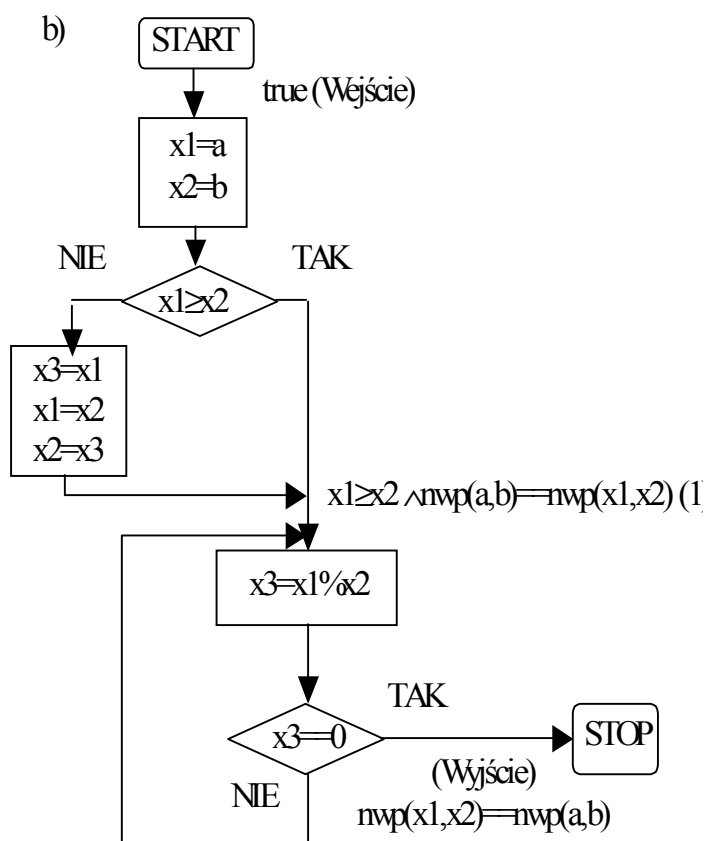 b)
START
true (Wejście)
x1=a
x2=b
NIE
TAK
x1≥x2
x3=x1
x1=x2
x2=x3
x1≥x2 ∧nwp(a,b)==nwp(x1,x2) (1)
x3=x1%x2
TAK
x3==0
STOP
(Wyjście)
NIE
nwp(x1,x2)==nwp(a,b)